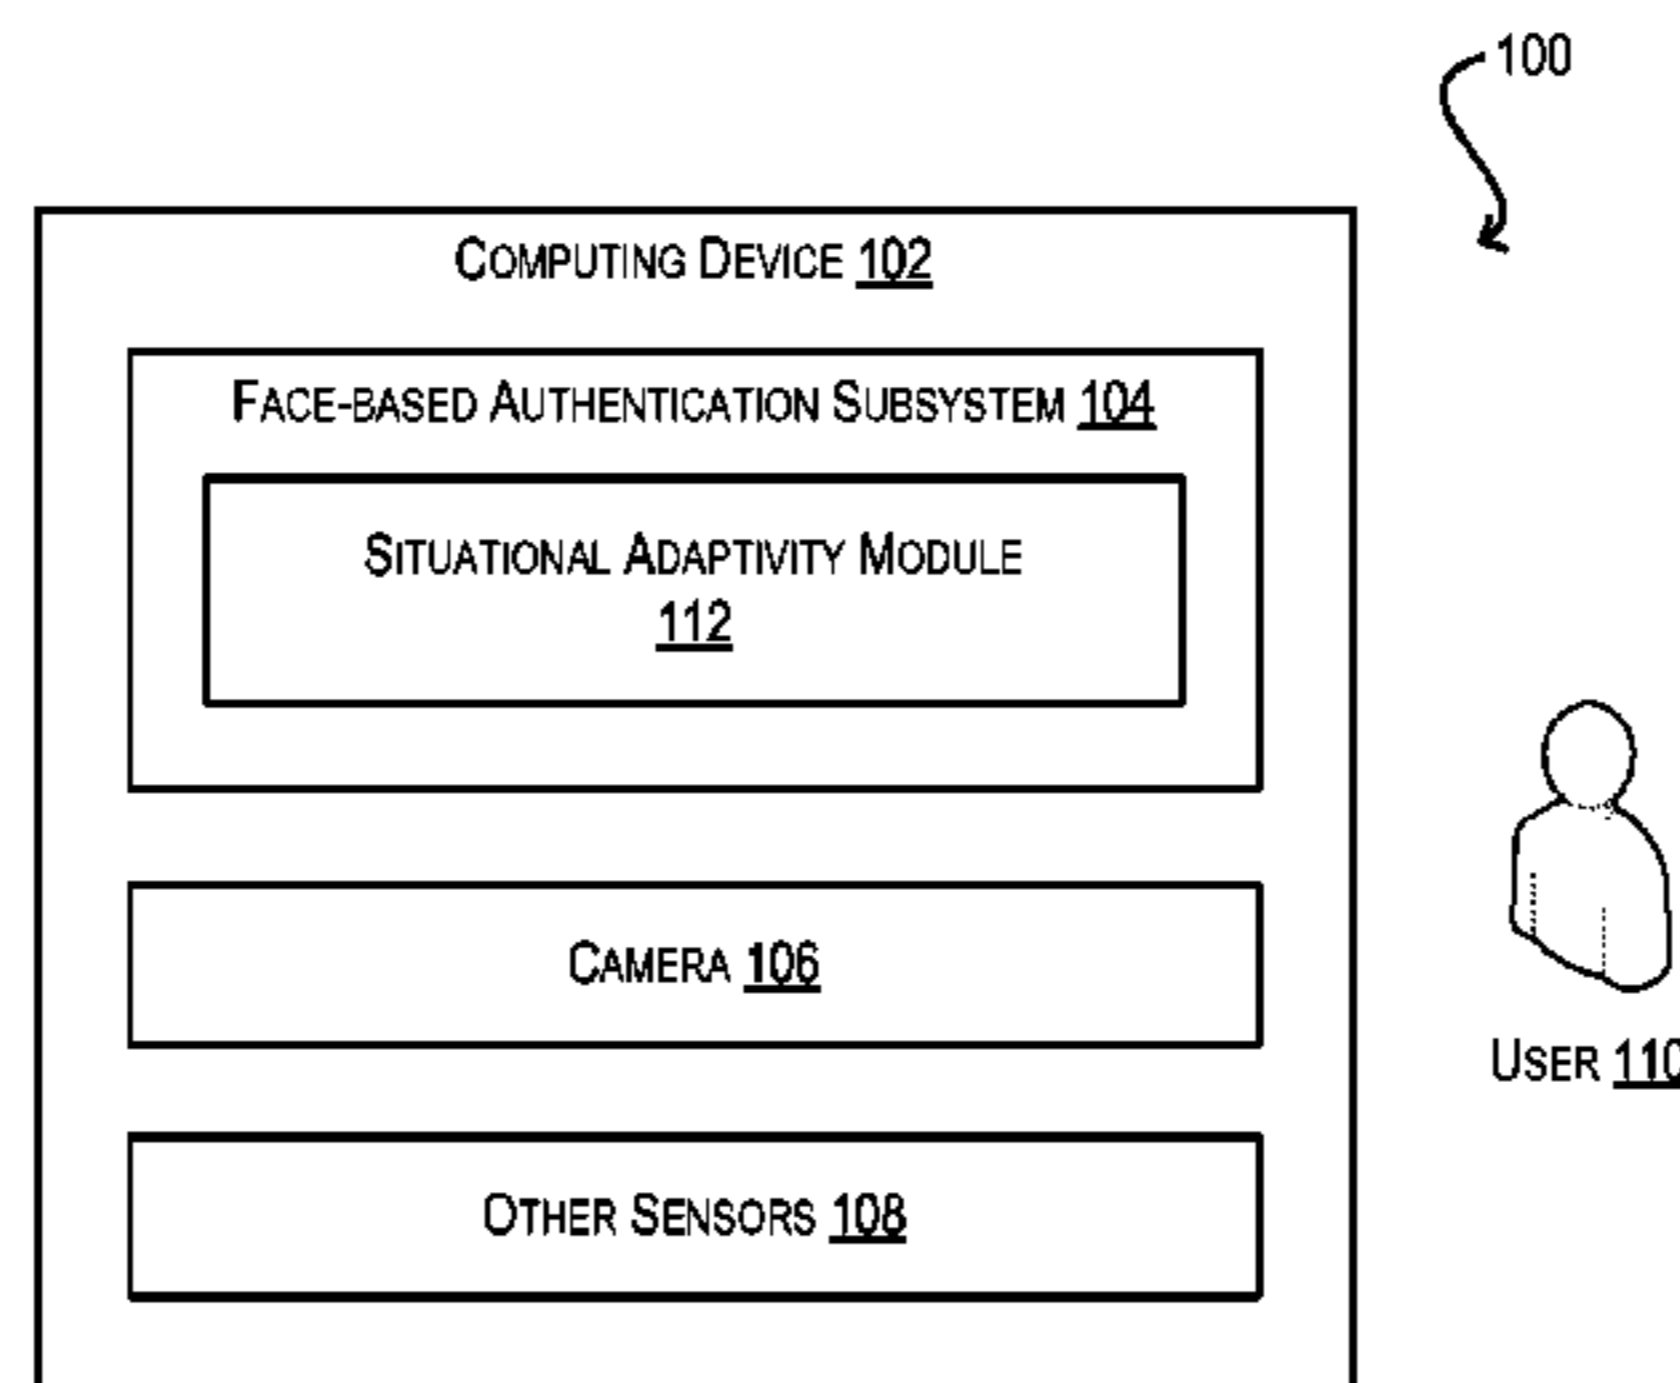 100
COMPUTING DEVICE 102
FACE-BASED AUTHENTICATION SUBSYSTEM 104
SITUATIONAL ADAPTIVITY MODULE
112
CAMERA 106
USER 110
OTHER SENSORS 108